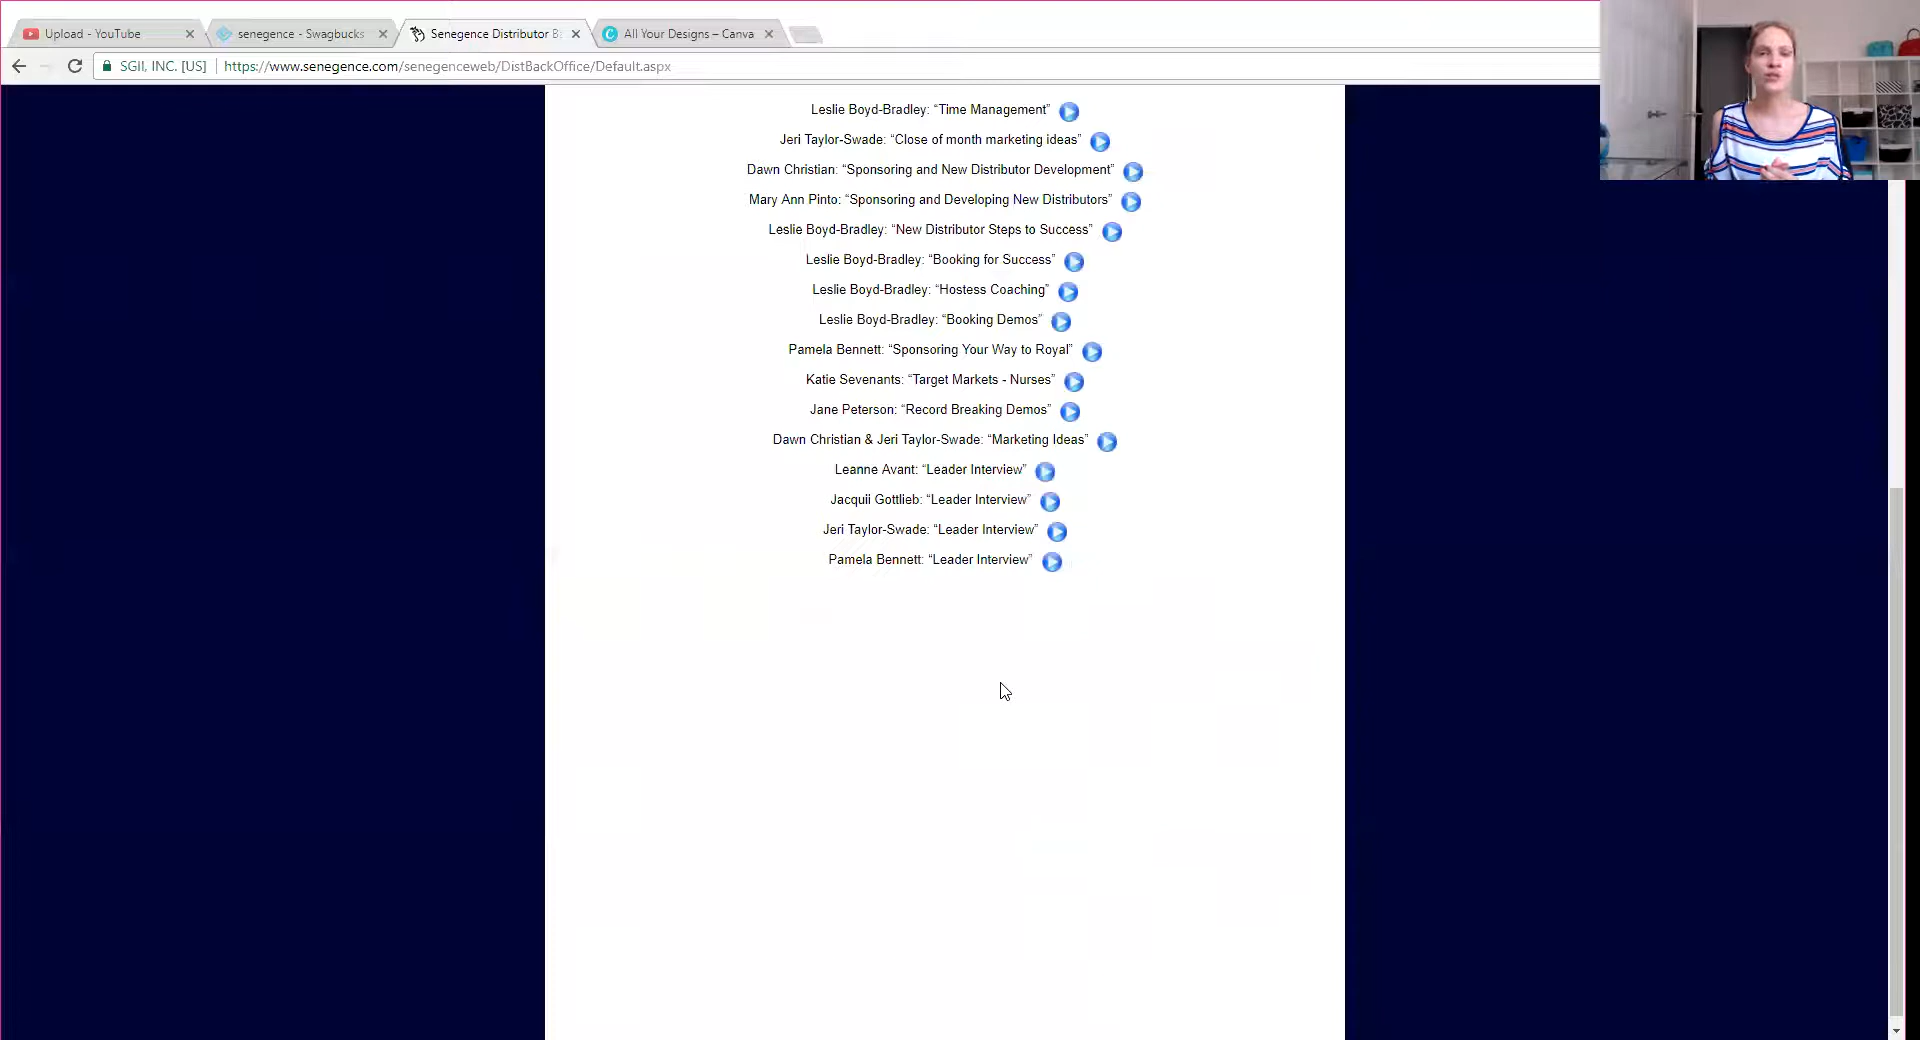 Upload - YouTube
senegence - Swagbucks
Senegence Distributor B
All Your Designs – Canva
SGII, INC. [US]
https://www.senegence.com/senegenceweb/DistBackOffice/Default.aspx
Leslie Boyd-Bradley: “Time Management”
Jeri Taylor-Swade: “Close of month marketing ideas”
Dawn Christian: “Sponsoring and New Distributor Development”
Mary Ann Pinto: “Sponsoring and Developing New Distributors”
Leslie Boyd-Bradley: “New Distributor Steps to Success”
Leslie Boyd-Bradley: “Booking for Success”
Leslie Boyd-Bradley: “Hostess Coaching”
Leslie Boyd-Bradley: “Booking Demos”
Pamela Bennett: “Sponsoring Your Way to Royal”
Katie Sevenants: “Target Markets - Nurses”
Jane Peterson: “Record Breaking Demos”
Dawn Christian & Jeri Taylor-Swade: “Marketing Ideas”
Leanne Avant: “Leader Interview”
Jacquii Gottlieb: “Leader Interview”
Jeri Taylor-Swade: “Leader Interview”
Pamela Bennett: “Leader Interview”